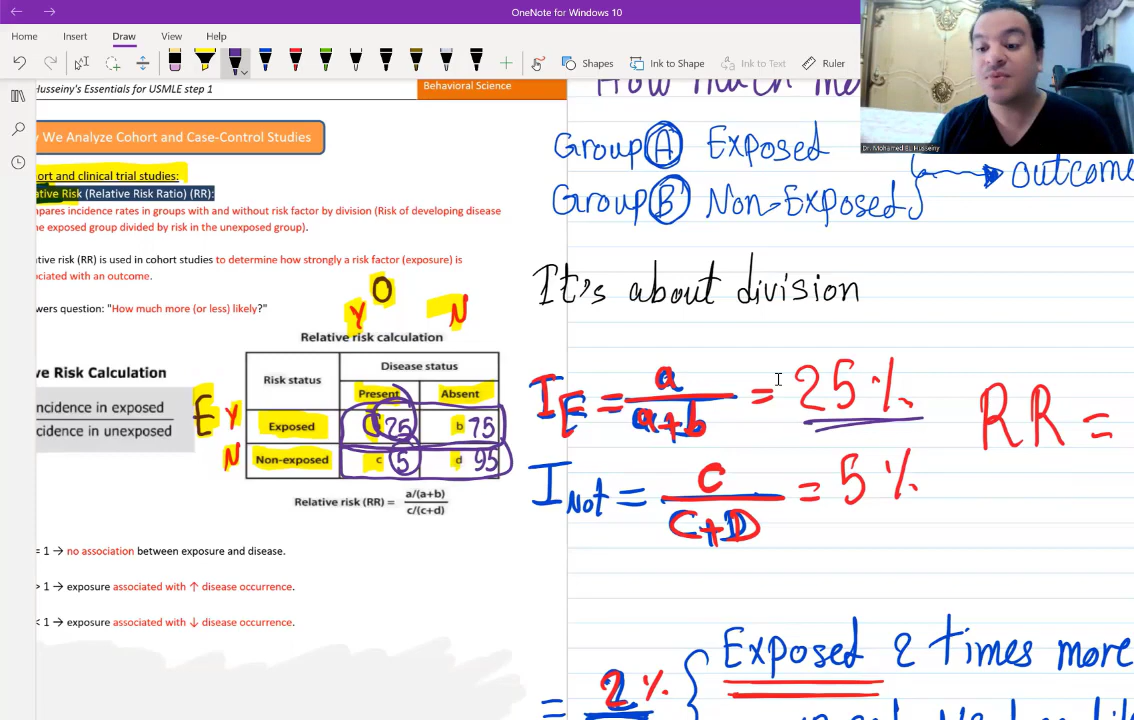 OneNote for Windows 10
Home Insert Draw View Help
Shapes Ink to Shape Ink to Text Ruler
Husseiny's Essentials for USMLE step 1
Behavioral Science
y We Analyze Cohort and Case-Control Studies
ort and clinical trial studies:
ative Risk (Relative Risk Ratio) (RR):
mpares incidence rates in groups with and without risk factor by division (Risk of developing disease
ne exposed group divided by risk in the unexposed group).
tive risk (RR) is used in cohort studies to determine how strongly a risk factor (exposure) is
ociated with an outcome.
wers question: "How much more (or less) likely?"
O
Y N
Relative risk calculation
Risk status Disease status
Present Absent
E Y Exposed 25 b 75
N Non-exposed c 5 d 95
Relative risk (RR) = a/(a+b)
c/(c+d)
ve Risk Calculation
ncidence in exposed
cidence in unexposed
= 1 → no association between exposure and disease.
> 1 → exposure associated with ↑ disease occurrence.
< 1 → exposure associated with ↓ disease occurrence.
How much
Group A Exposed
Group B Non-Exposed
outcome
Dr. Mohamed EL Husseiny
It's about division
I E = a / a+b = 25 %
I Not = C / C+D = 5 %
RR =
Exposed 2 times more
= 2 %